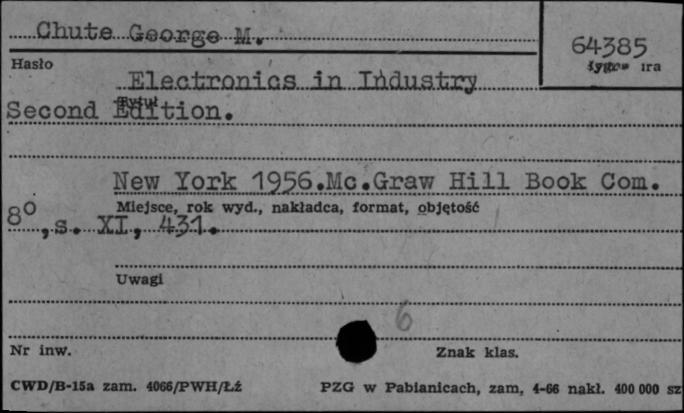 Chute George M.
64385
Hasło
Electronics in Industry
Second Edition.
New York 1956.Mc.Graw Hill Book Com.
Miejsce, rok wyd., nakładca, format, objętość
8°,s. XI, 431.
Uwagi
6
Nr inw.
Znak klas.
CWD/B-15a zam. 4066/PWH/Łź
PZG w Pabianicach, zam, 4-66 nakł. 400 000 sz